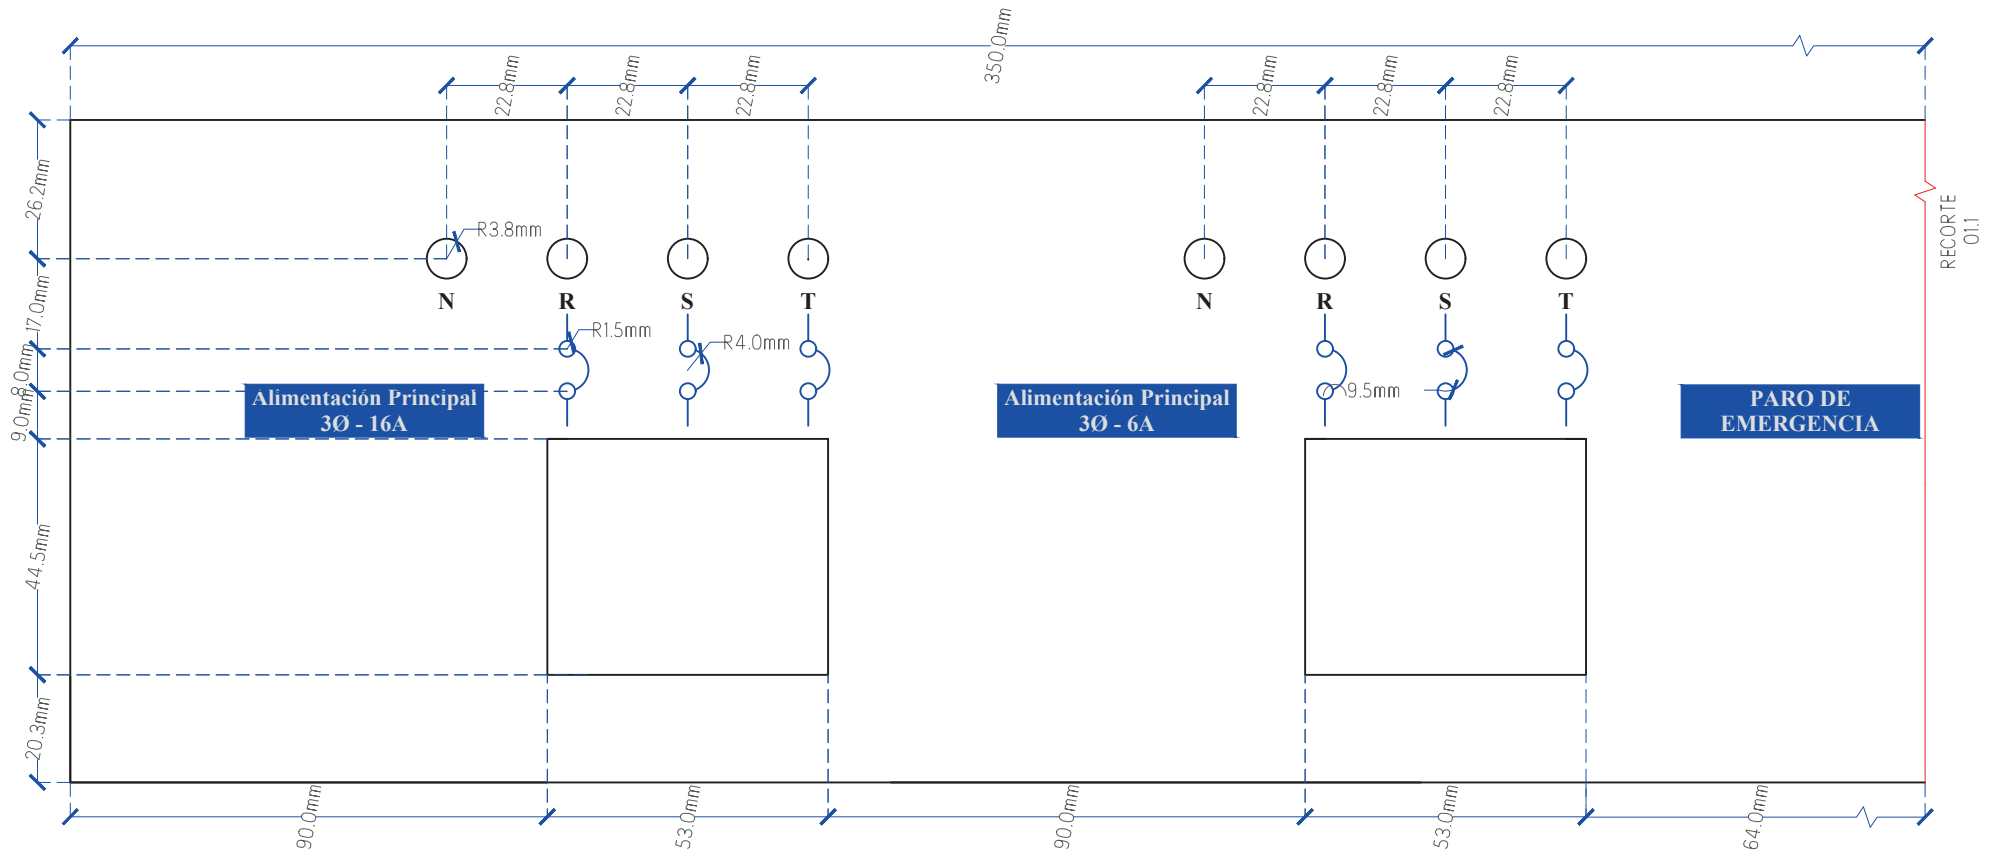 350.0mm
22.8mm
22.8mm
22.8mm
22.8mm
22.8mm
22.8mm
26.2mm
RECORTE
01.1
R3.8mm
N
R
S
T
N
R
S
T
17.0mm
R1.5mm
R4.0mm
8.0mm
9.5mm
9.0mm
Alimentación Principal
3Ø - 16A
Alimentación Principal
3Ø - 6A
PARO DE
EMERGENCIA
44.5mm
20.3mm
90.0mm
53.0mm
90.0mm
53.0mm
64.0mm